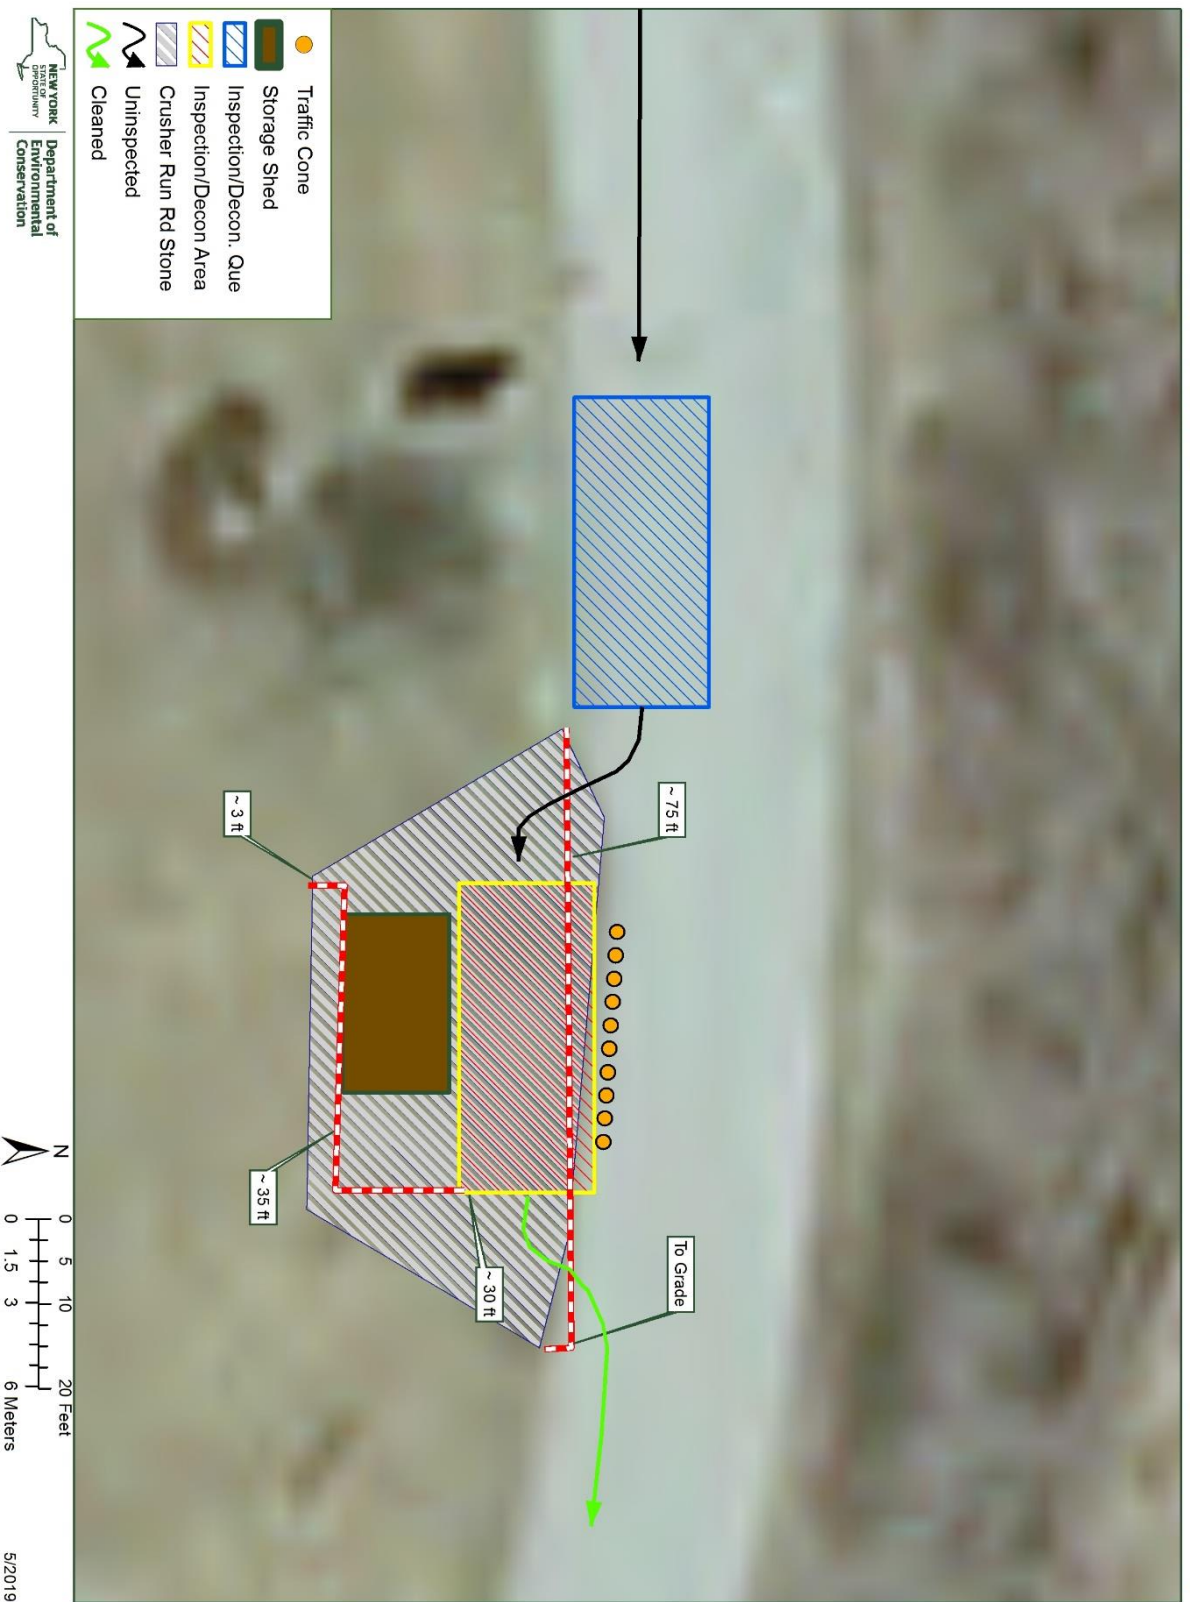 ~ 75 ft
To Grade
~ 3 ft
~ 35 ft
~ 30 ft
Traffic Cone
Storage Shed
Inspection/Decon. Que
Inspection/Decon Area
Crusher Run Rd Stone
Uninspected
Cleaned
NEW YORK
STATE OF
OPPORTUNITY
Department of
Environmental
Conservation
N
0 5 10 20 Feet
0 1.5 3 6 Meters
5/2019